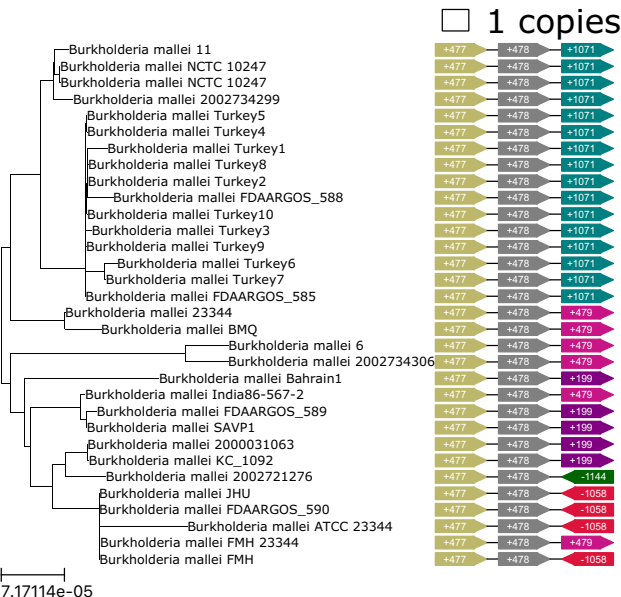 1 copies
Burkholderia mallei 11 +477 +478 +1071
Burkholderia mallei NCTC 10247 +477 +478 +1071
Burkholderia mallei NCTC 10247 +477 +478 +1071
Burkholderia mallei 2002734299 +477 +478 +1071
Burkholderia mallei Turkey5 +477 +478 +1071
Burkholderia mallei Turkey4 +477 +478 +1071
Burkholderia mallei Turkey1 +477 +478 +1071
Burkholderia mallei Turkey8 +477 +478 +1071
Burkholderia mallei Turkey2 +477 +478 +1071
Burkholderia mallei FDAARGOS_588 +477 +478 +1071
Burkholderia mallei Turkey10 +477 +478 +1071
Burkholderia mallei Turkey3 +477 +478 +1071
Burkholderia mallei Turkey9 +477 +478 +1071
Burkholderia mallei Turkey6 +477 +478 +1071
Burkholderia mallei Turkey7 +477 +478 +1071
Burkholderia mallei FDAARGOS_585 +477 +478 +1071
Burkholderia mallei 23344 +477 +478 +479
Burkholderia mallei BMQ +477 +478 +479
Burkholderia mallei 6 +477 +478 +479
Burkholderia mallei 2002734306 +477 +478 +479
Burkholderia mallei Bahrain1 +477 +478 +199
Burkholderia mallei India86-567-2 +477 +478 +479
Burkholderia mallei FDAARGOS_589 +477 +478 +199
Burkholderia mallei SAVP1 +477 +478 +199
Burkholderia mallei 2000031063 +477 +478 +199
Burkholderia mallei KC_1092 +477 +478 +199
Burkholderia mallei 2002721276 +477 +478 -1144
Burkholderia mallei JHU +477 +478 -1058
Burkholderia mallei FDAARGOS_590 +477 +478 -1058
Burkholderia mallei ATCC 23344 +477 +478 -1058
Burkholderia mallei FMH 23344 +477 +478 +479
Burkholderia mallei FMH +477 +478 -1058
7.17114e-05